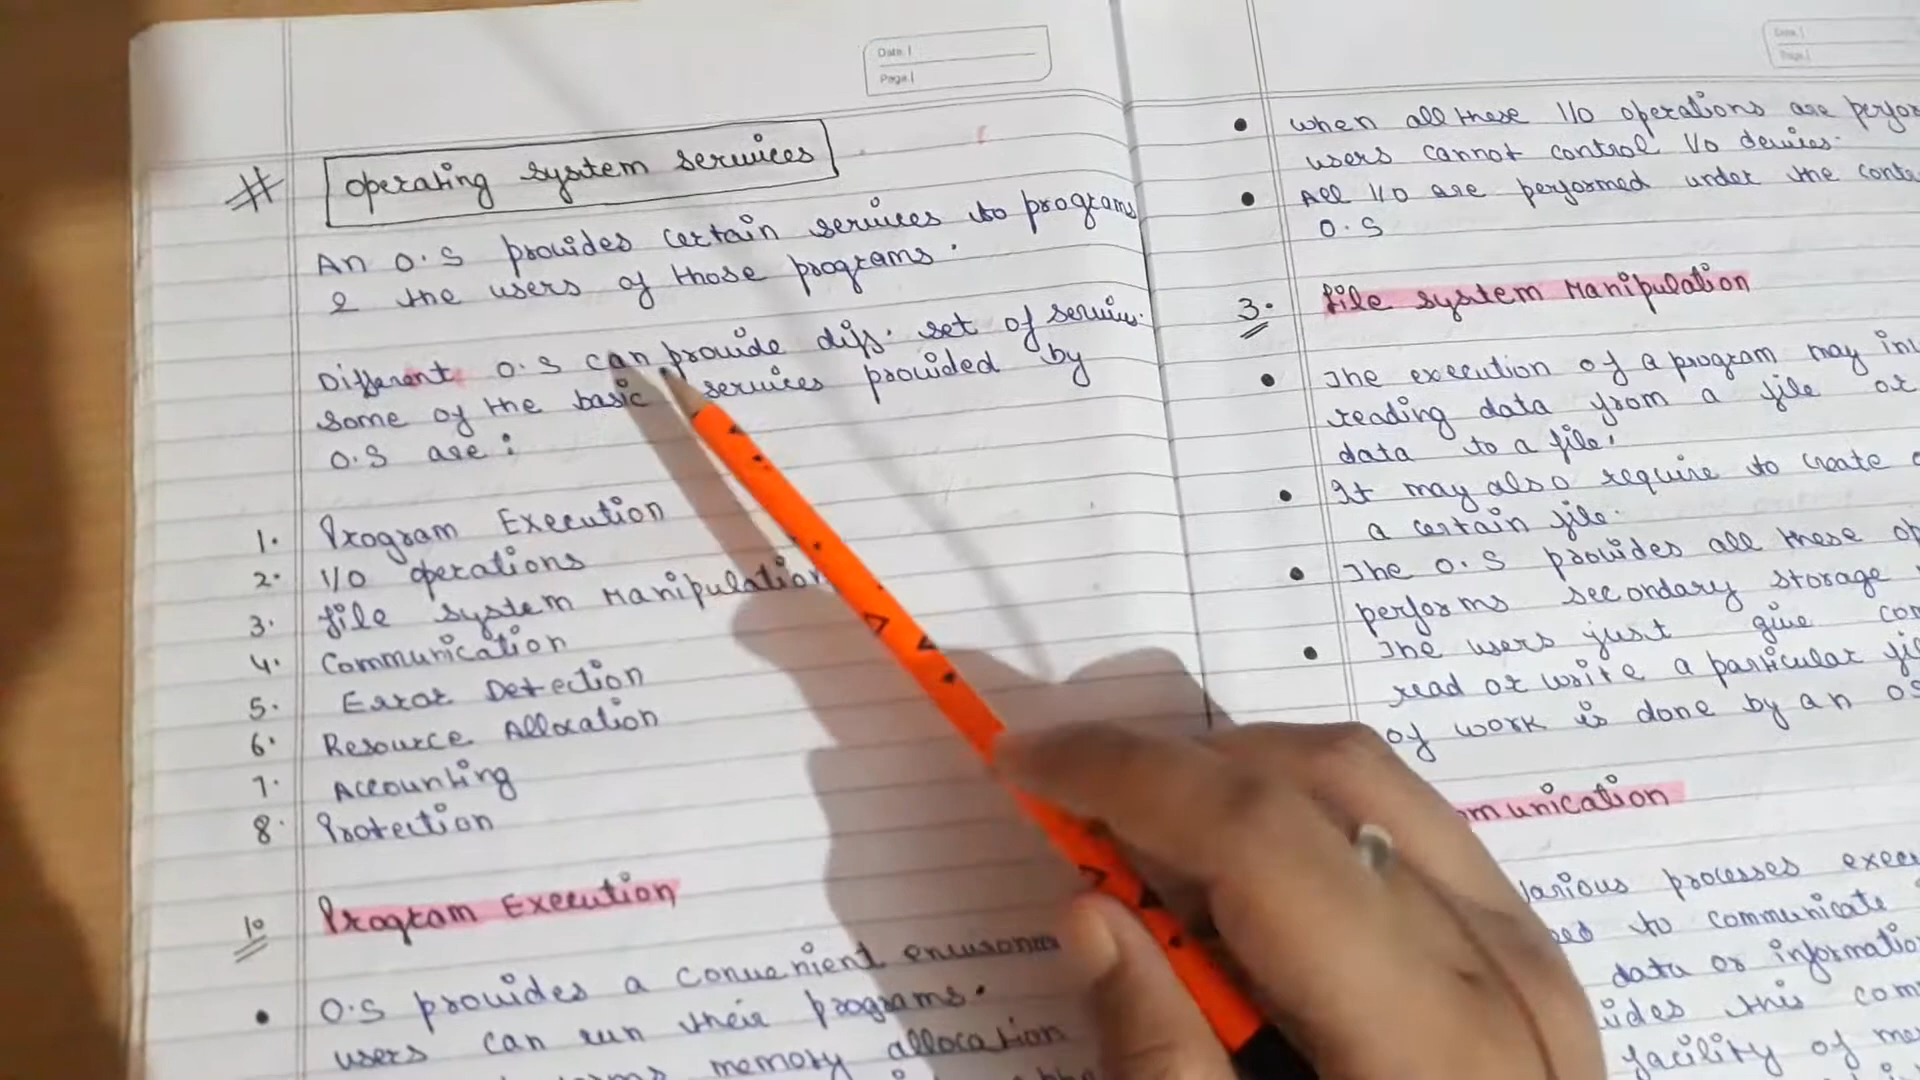 Date |
Page |
# Operating system services
An O.S provides certain services to programs
& the users of those programs.
Different O.S can provide diff. set of
some of the basic services provided by
O.S are:
1. Program Execution
2. I/O operations
3. file system Manipulation
4. Communication
5. Error Detection
6. Resource Allocation
7. Accounting
8. Protection
1. Program Execution
• O.S provides a convenient
users can run their programs.
memory allocation
Date |
Page |
• when all these I/O operations are
users cannot control I/O devices.
• All I/O are performed under the
O.S
3. file system Manipulation
• The execution of a program may
reading data from a file or
data to a file.
• It may also require to create
a certain file.
• The O.S provides all these
performs secondary storage
• The users just give
read or write a particular
of work is done by an OS
to communicate
data or information
this
facility of